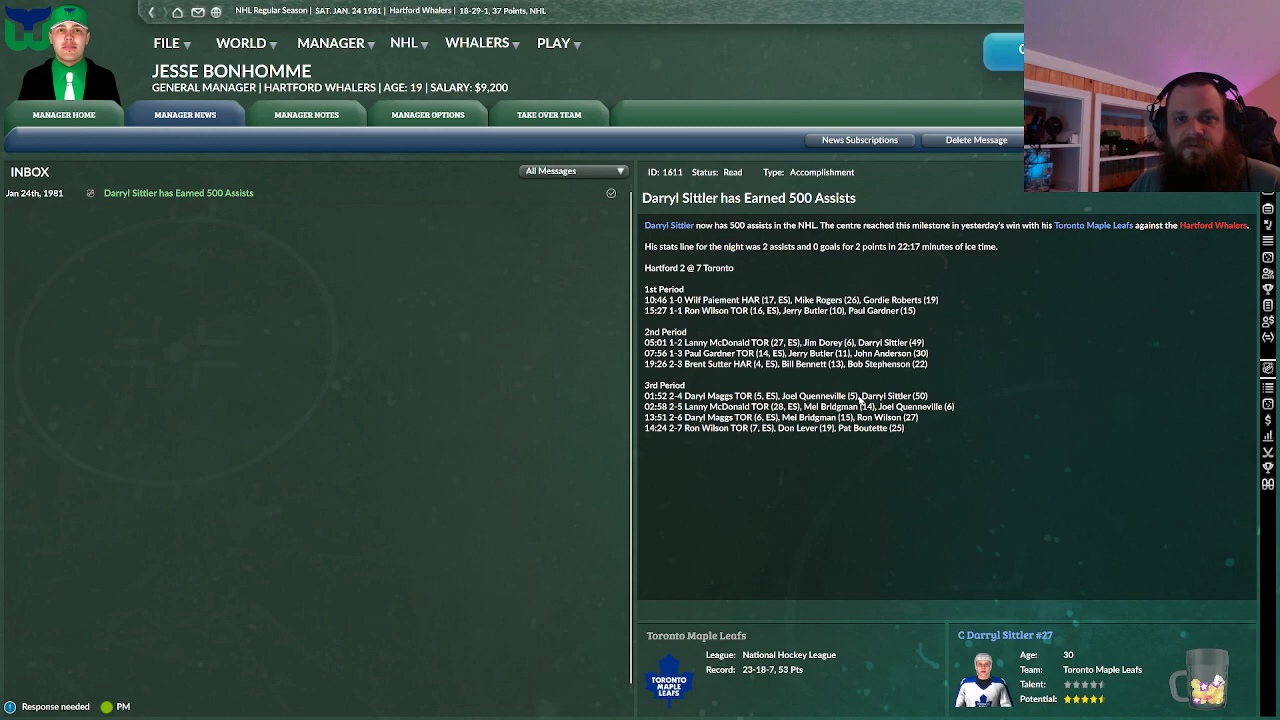 NHL Regular Season | SAT. JAN. 24 1981 | Hartford Whalers | 18-29-1, 37 Points, NHL
FILE WORLD MANAGER NHL WHALERS PLAY
JESSE BONHOMME
GENERAL MANAGER | HARTFORD WHALERS | AGE: 19 | SALARY: $9,200
MANAGER HOME MANAGER NEWS MANAGER NOTES MANAGER OPTIONS TAKE OVER TEAM
News Subscriptions Delete Message
INBOX All Messages
Jan 24th, 1981 Darryl Sittler has Earned 500 Assists
ID: 1611 Status: Read Type: Accomplishment
Darryl Sittler has Earned 500 Assists
Darryl Sittler now has 500 assists in the NHL. The centre reached this milestone in yesterday's win with his Toronto Maple Leafs against the Hartford Whalers.
His stats line for the night was 2 assists and 0 goals for 2 points in 22:17 minutes of ice time.
Hartford 2 @ 7 Toronto
1st Period
10:46 1-0 Wilf Paiement HAR (17, ES), Mike Rogers (26), Gordie Roberts (19)
15:27 1-1 Ron Wilson TOR (16, ES), Jerry Butler (10), Paul Gardner (15)
2nd Period
05:01 1-2 Lanny McDonald TOR (27, ES), Jim Dorey (6), Darryl Sittler (49)
07:56 1-3 Paul Gardner TOR (14, ES), Jerry Butler (11), John Anderson (30)
19:26 2-3 Brent Sutter HAR (4, ES), Bill Bennett (13), Bob Stephenson (22)
3rd Period
01:52 2-4 Daryl Maggs TOR (5, ES), Joel Quenneville (5), Darryl Sittler (50)
02:58 2-5 Lanny McDonald TOR (28, ES), Mel Bridgman (14), Joel Quenneville (6)
13:51 2-6 Daryl Maggs TOR (6, ES), Mel Bridgman (15), Ron Wilson (27)
14:24 2-7 Ron Wilson TOR (7, ES), Don Lever (19), Pat Boutette (25)
Toronto Maple Leafs
League: National Hockey League
Record: 23-18-7, 53 Pts
TORONTO
MAPLE
LEAFS
C Darryl Sittler #27
Age: 30
Team: Toronto Maple Leafs
Talent:
Potential:
Response needed PM